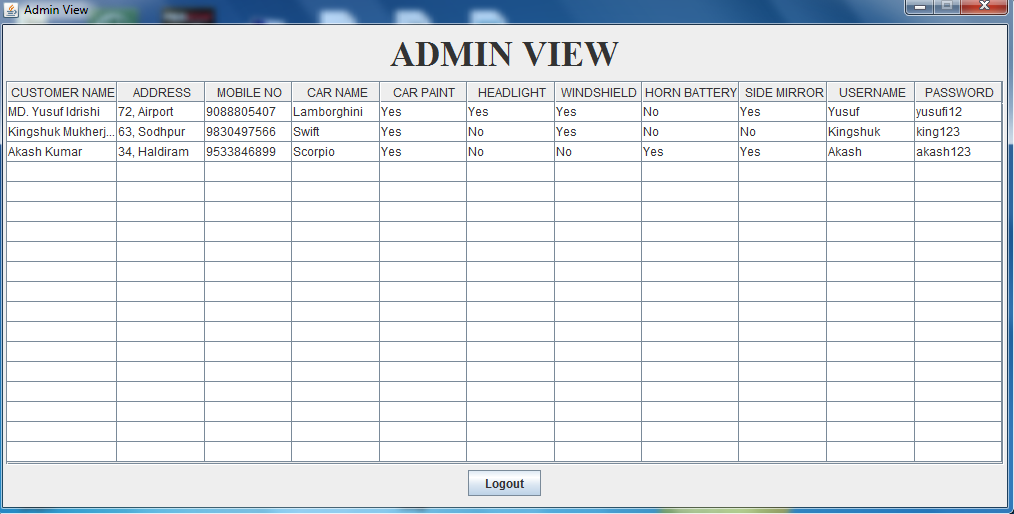 Admin View
ADMIN VIEW
CUSTOMER NAME ADDRESS MOBILE NO CAR NAME CAR PAINT HEADLIGHT WINDSHIELD HORN BATTERY SIDE MIRROR USERNAME PASSWORD
MD. Yusuf Idrishi 72, Airport 9088805407 Lamborghini Yes Yes Yes No Yes Yusuf yusufi12
Kingshuk Mukherj... 63, Sodhpur 9830497566 Swift Yes No Yes No No Kingshuk king123
Akash Kumar 34, Haldiram 9533846899 Scorpio Yes No No Yes Yes Akash akash123
Logout